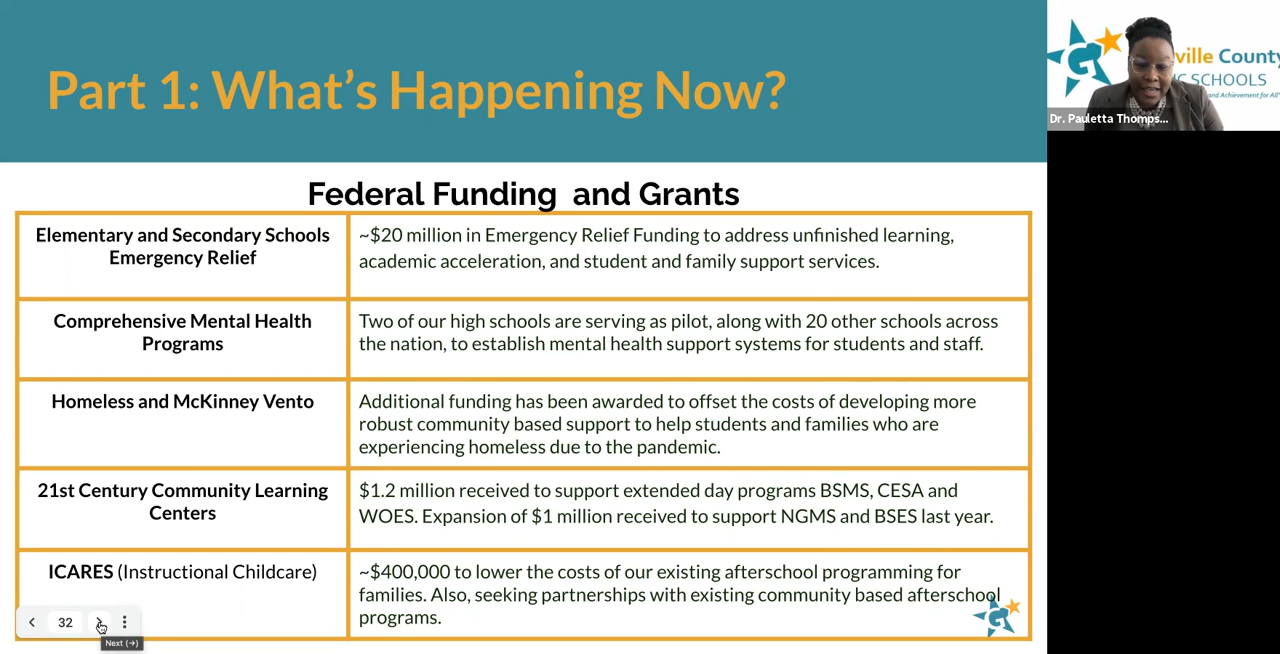 Part 1: What's Happening Now?
Federal Funding and Grants
Elementary and Secondary Schools
Emergency Relief
~$20 million in Emergency Relief Funding to address unfinished learning,
academic acceleration, and student and family support services.
Comprehensive Mental Health
Programs
Two of our high schools are serving as pilot, along with 20 other schools across
the nation, to establish mental health support systems for students and staff.
Homeless and McKinney Vento
Additional funding has been awarded to offset the costs of developing more
robust community based support to help students and families who are
experiencing homeless due to the pandemic.
21st Century Community Learning
Centers
$1.2 million received to support extended day programs BSMS, CESA and
WOES. Expansion of $1 million received to support NGMS and BSES last year.
ICARES (Instructional Childcare)
~$400,000 to lower the costs of our existing afterschool programming for
families. Also, seeking partnerships with existing community based afterschool
programs.
32
Next (→)
G
ville County
IC SCHOOLS
and Achievement for All"
Dr. Pauletta Thomps...
G